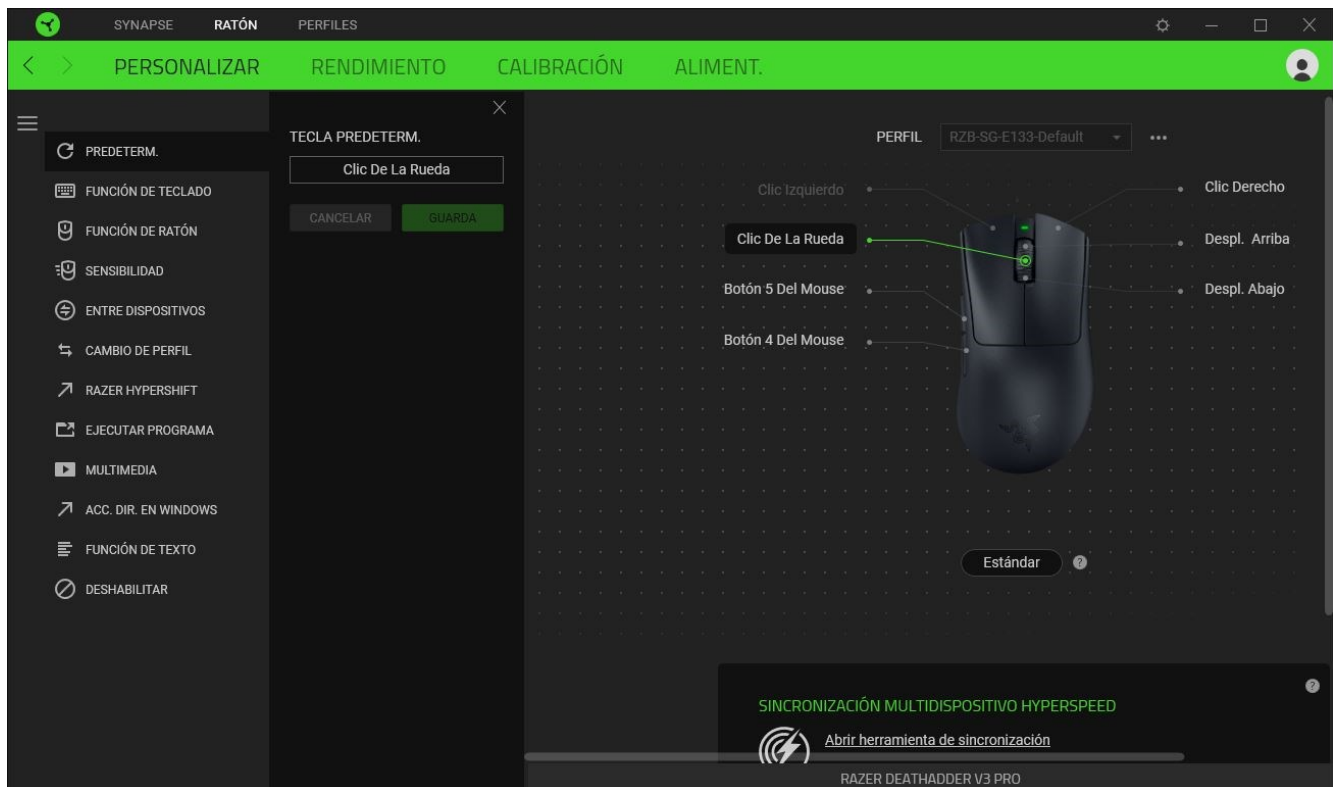 SYNAPSE RATÓN PERFILES
PERSONALIZAR RENDIMIENTO CALIBRACIÓN ALIMENT.
PREDETERM.
FUNCIÓN DE TECLADO
FUNCIÓN DE RATÓN
SENSIBILIDAD
ENTRE DISPOSITIVOS
CAMBIO DE PERFIL
RAZER HYPERSHIFT
EJECUTAR PROGRAMA
MULTIMEDIA
ACC. DIR. EN WINDOWS
FUNCIÓN DE TEXTO
DESHABILITAR
TECLA PREDETERM.
Clic De La Rueda
CANCELAR GUARDA
PERFIL RZB-SG-E133-Default
Clic Izquierdo
Clic De La Rueda
Botón 5 Del Mouse
Botón 4 Del Mouse
Clic Derecho
Despl. Arriba
Despl. Abajo
Estándar ?
?
SINCRONIZACIÓN MULTIDISPOSITIVO HYPERSPEED
Abrir herramienta de sincronización
RAZER DEATHADDER V3 PRO